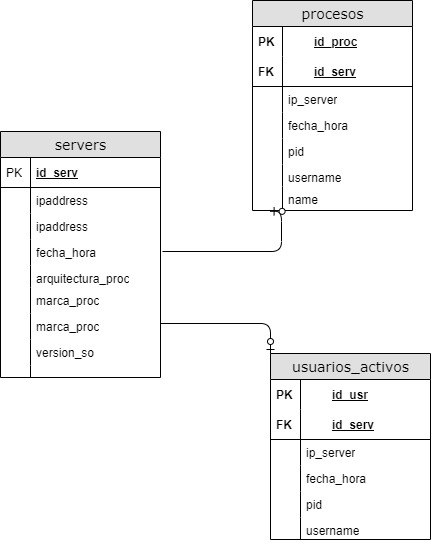 procesos
PK id_proc
FK id_serv
ip_server
fecha_hora
pid
username
name
servers
PK id_serv
ipaddress
ipaddress
fecha_hora
arquitectura_proc
marca_proc
marca_proc
version_so
usuarios_activos
PK id_usr
FK id_serv
ip_server
fecha_hora
pid
username